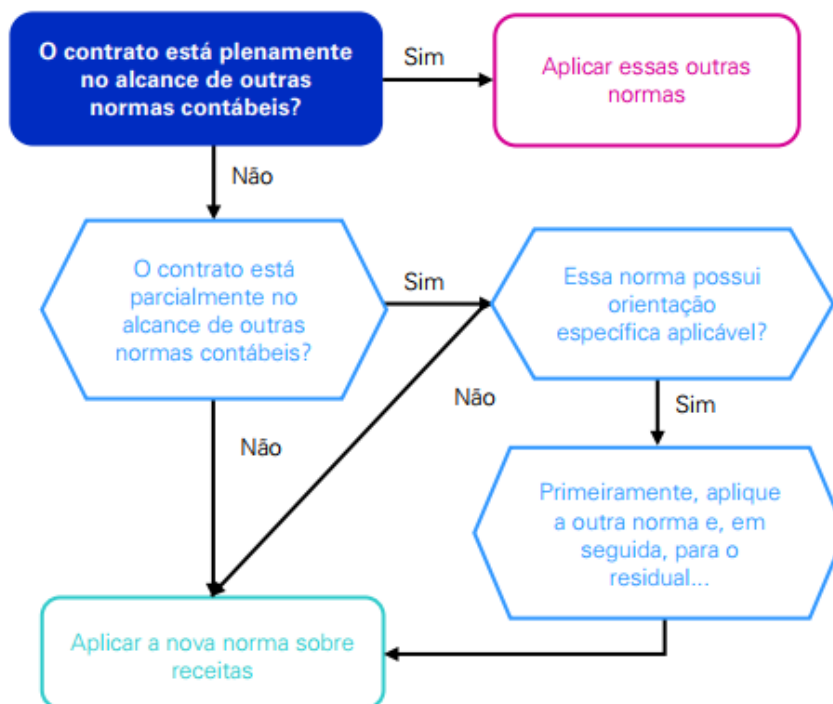 O contrato está plenamente
no alcance de outras
normas contábeis?
Sim
Aplicar essas outras
normas
Não
O contrato está
parcialmente no
alcance de outras
normas contábeis?
Sim
Essa norma possui
orientação
específica aplicável?
Não
Não
Sim
Primeiramente, aplique
a outra norma e, em
seguida, para o
residual...
Aplicar a nova norma sobre
receitas